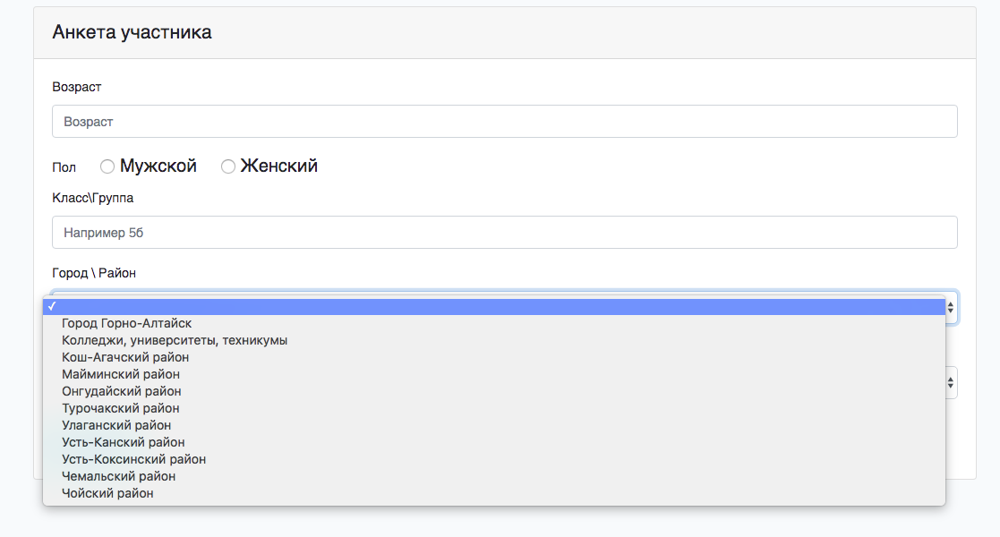 Анкета участника
Возраст
Возраст
Пол Мужской Женский
Класс\Группа
Например 5б
Город \ Район
Город Горно-Алтайск
Колледжи, университеты, техникумы
Кош-Агачский район
Майминский район
Онгудайский район
Турочакский район
Улаганский район
Усть-Канский район
Усть-Коксинский район
Чемальский район
Чойский район